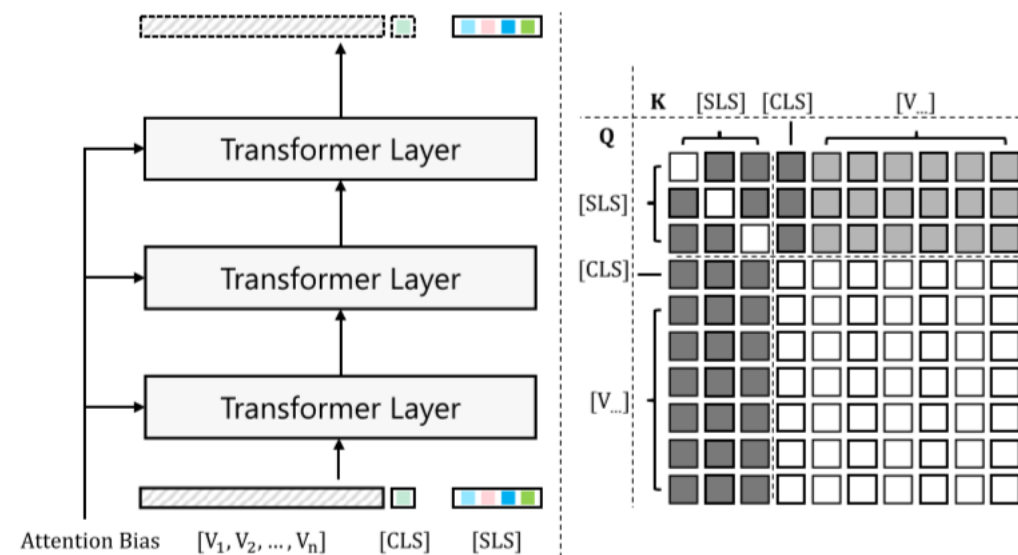 Transformer Layer
Transformer Layer
Transformer Layer
Attention Bias [V₁, V₂, ..., Vₙ] [CLS] [SLS]
K [SLS] [CLS] [V...]
Q
[SLS]
[CLS]
[V...]